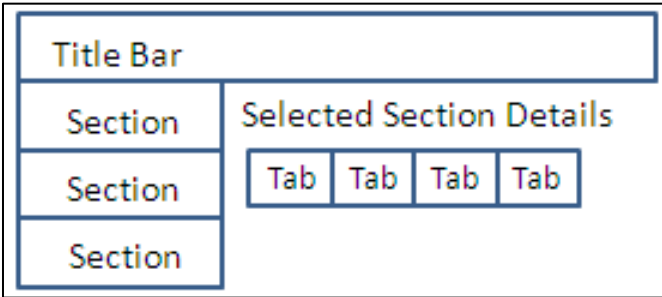 Title Bar
Section
Selected Section Details
Tab Tab Tab Tab
Section
Section